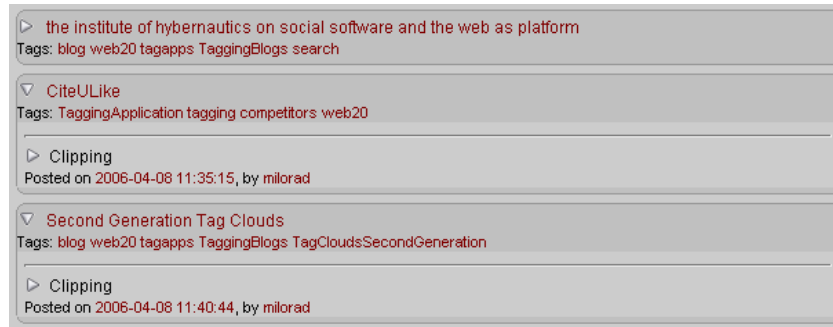 the institute of hybernautics on social software and the web as platform
Tags: blog web20 tagapps TaggingBlogs search
CiteULike
Tags: TaggingApplication tagging competitors web20
Clipping
Posted on 2006-04-08 11:35:15, by milorad
Second Generation Tag Clouds
Tags: blog web20 tagapps TaggingBlogs TagCloudsSecondGeneration
Clipping
Posted on 2006-04-08 11:40:44, by milorad